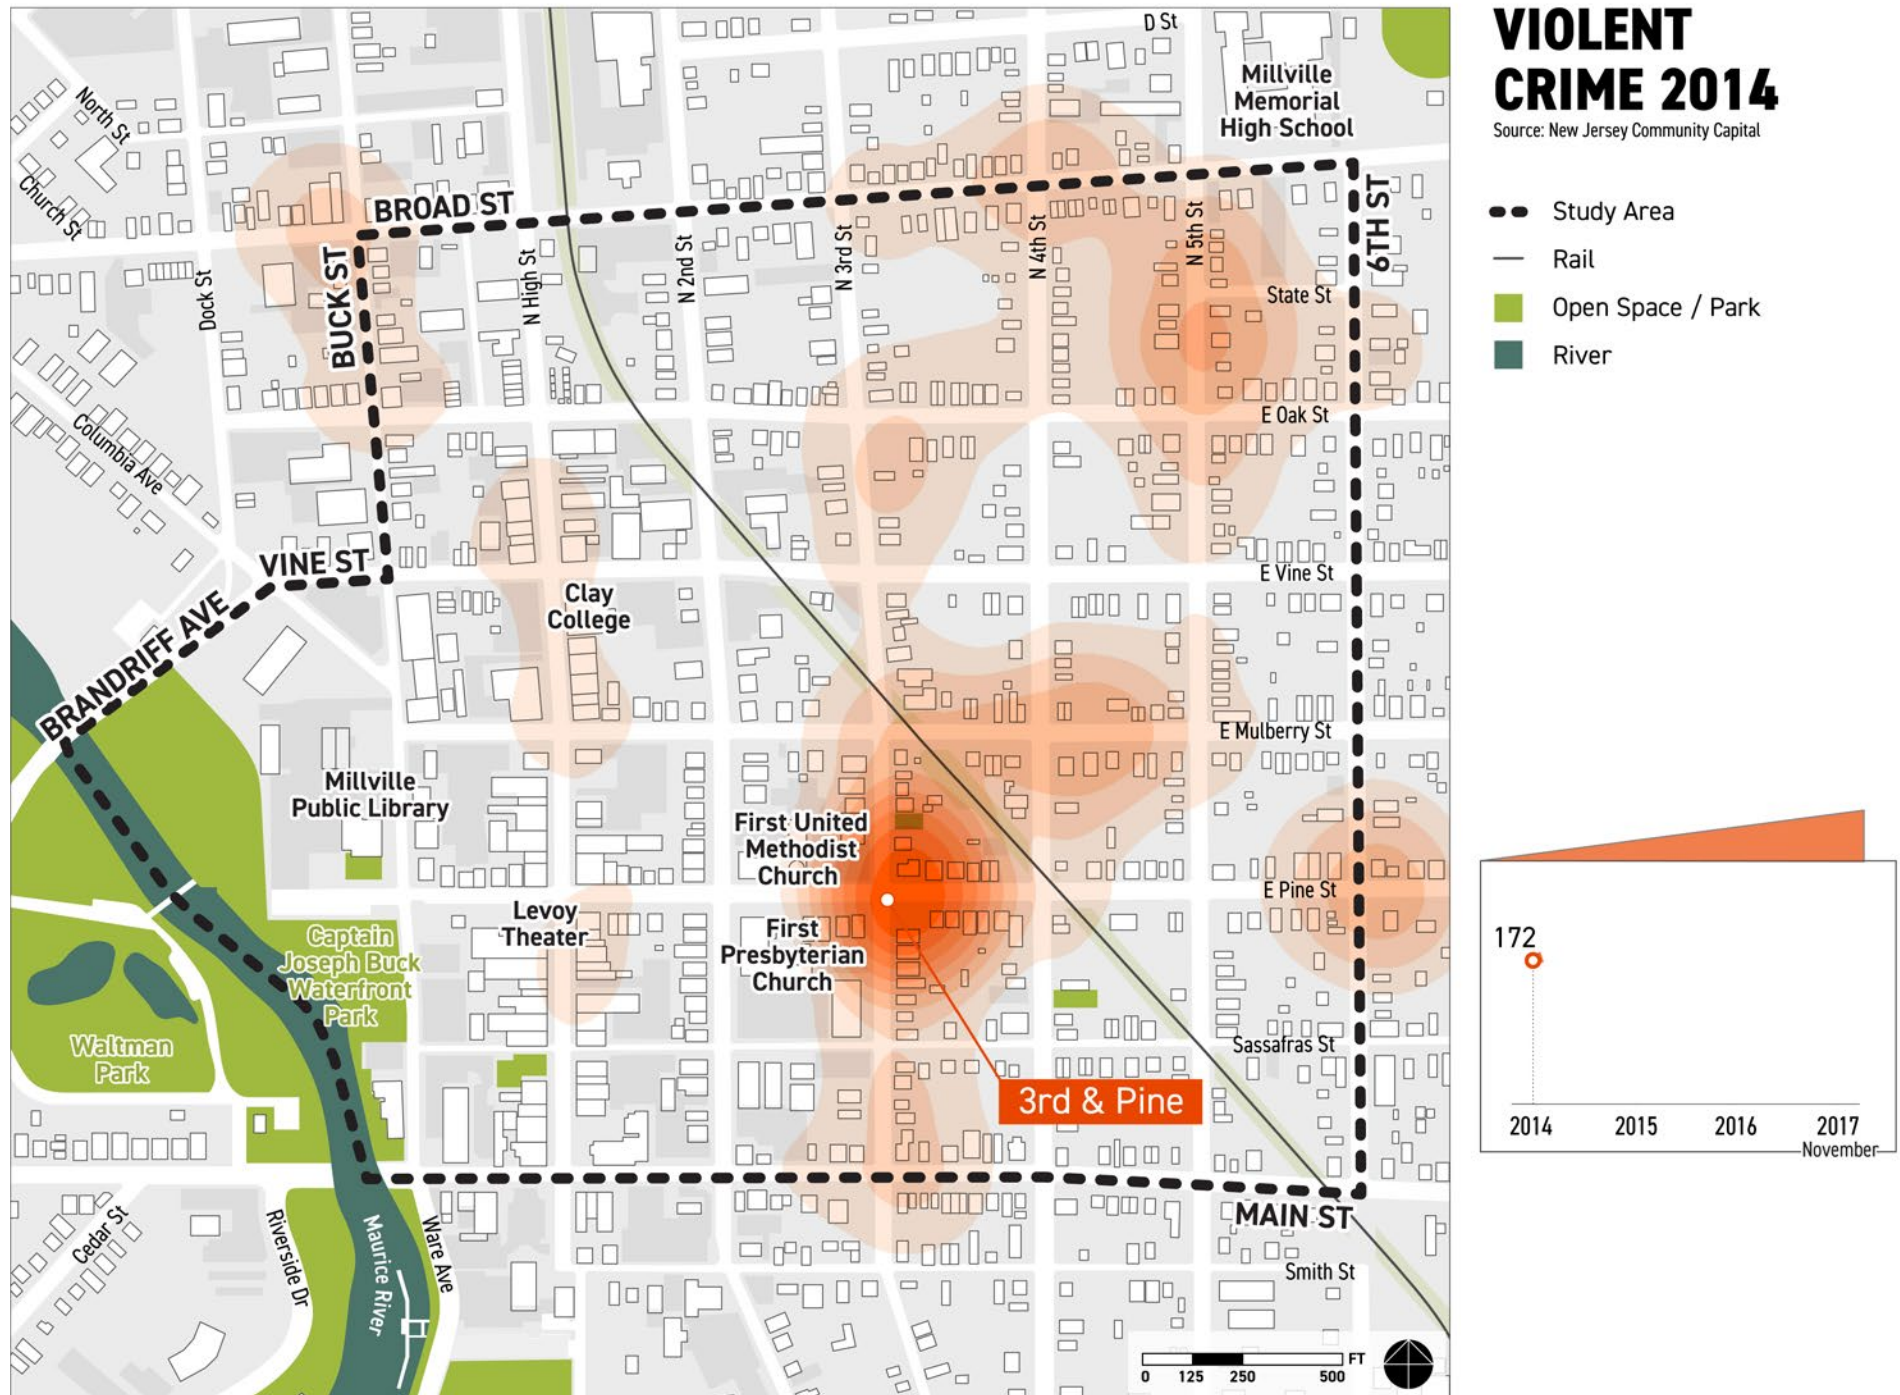 VIOLENT
CRIME 2014
Source: New Jersey Community Capital
Study Area
Rail
Open Space / Park
River
D St
Millville
Memorial
High School
North St
Church St
BROAD ST
BUCK ST
6TH ST
Dock St
N High St
N 2nd St
N 3rd St
N 4th St
N 5th St
State St
E Oak St
Columbia Ave
VINE ST
E Vine St
BRANDRIFF AVE
Clay
College
E Mulberry St
Millville
Public Library
First United
Methodist
Church
E Pine St
Levoy
Theater
First
Presbyterian
Church
Captain
Joseph Buck
Waterfront
Park
Waltman
Park
Sassafras St
3rd & Pine
MAIN ST
Cedar St
Riverside Dr
Maurice River
Ware Ave
Smith St
0 125 250 500 FT
172
2014 2015 2016 2017
November